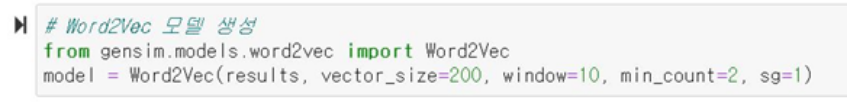 # Word2Vec 모델 생성
from gensim.models.word2vec import Word2Vec
model = Word2Vec(results, vector_size=200, window=10, min_count=2, sg=1)